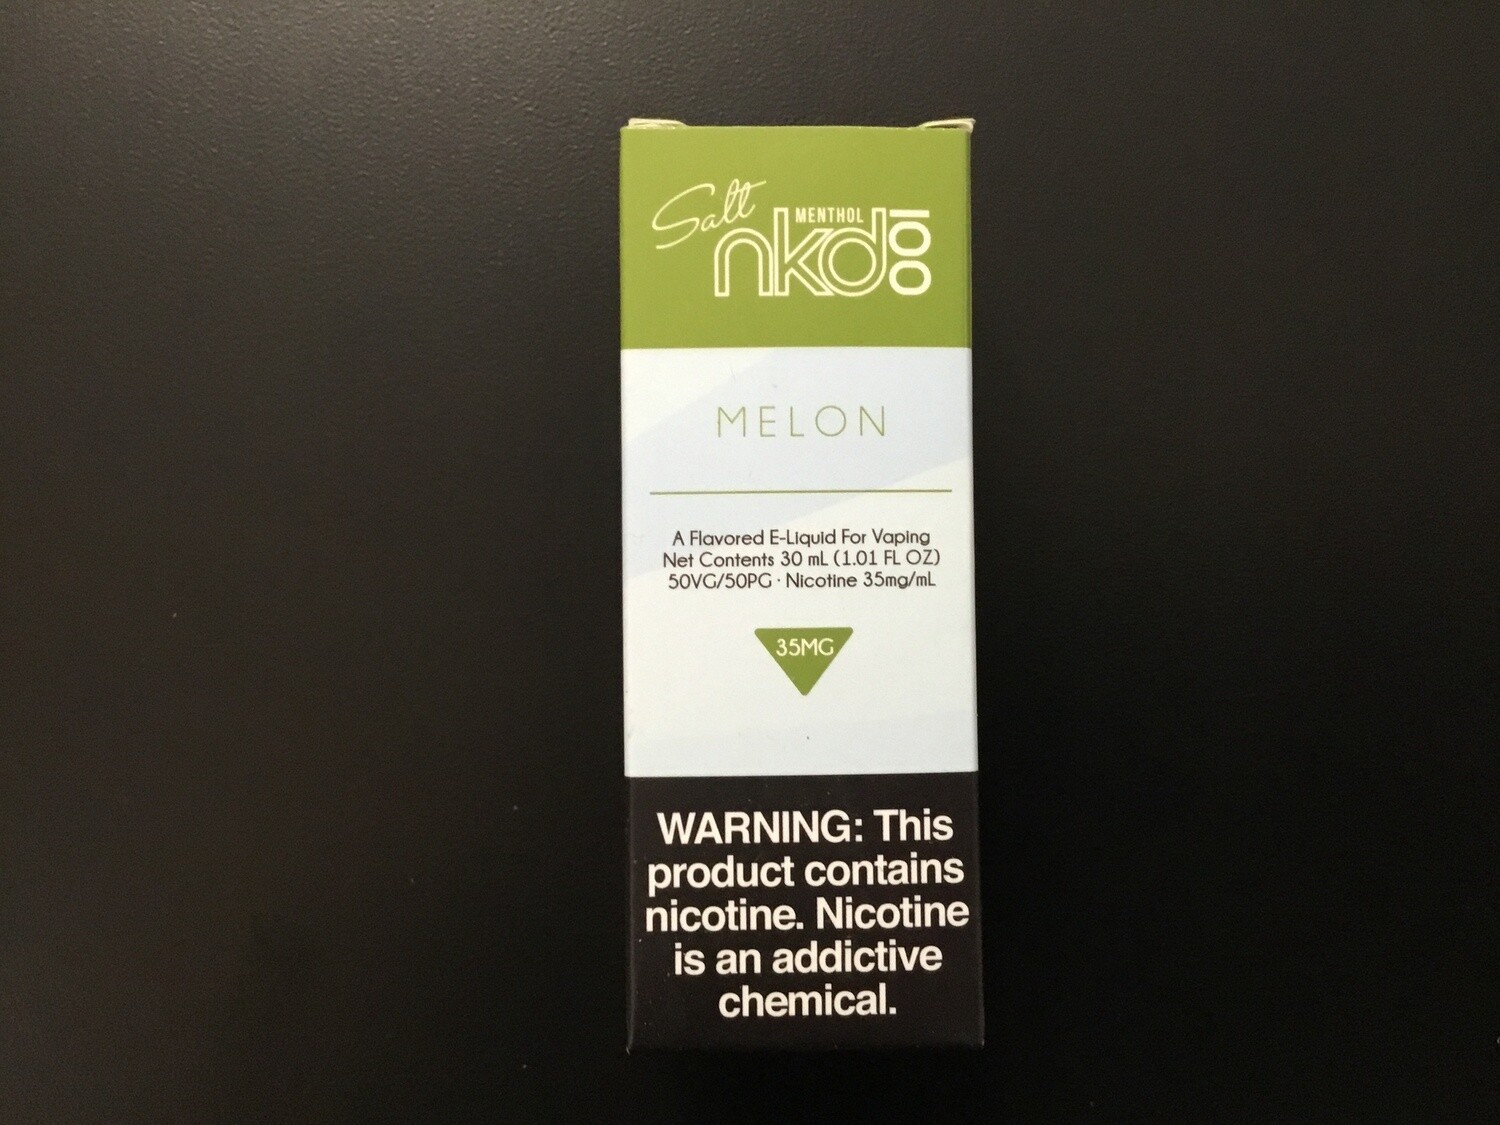 Salt
MENTHOL
nkd 100
MELON
A Flavored E-Liquid For Vaping
Net Contents 30 mL (1.01 FL OZ)
50VG/50PG · Nicotine 35mg/mL
35MG
WARNING: This
product contains
nicotine. Nicotine
is an addictive
chemical.